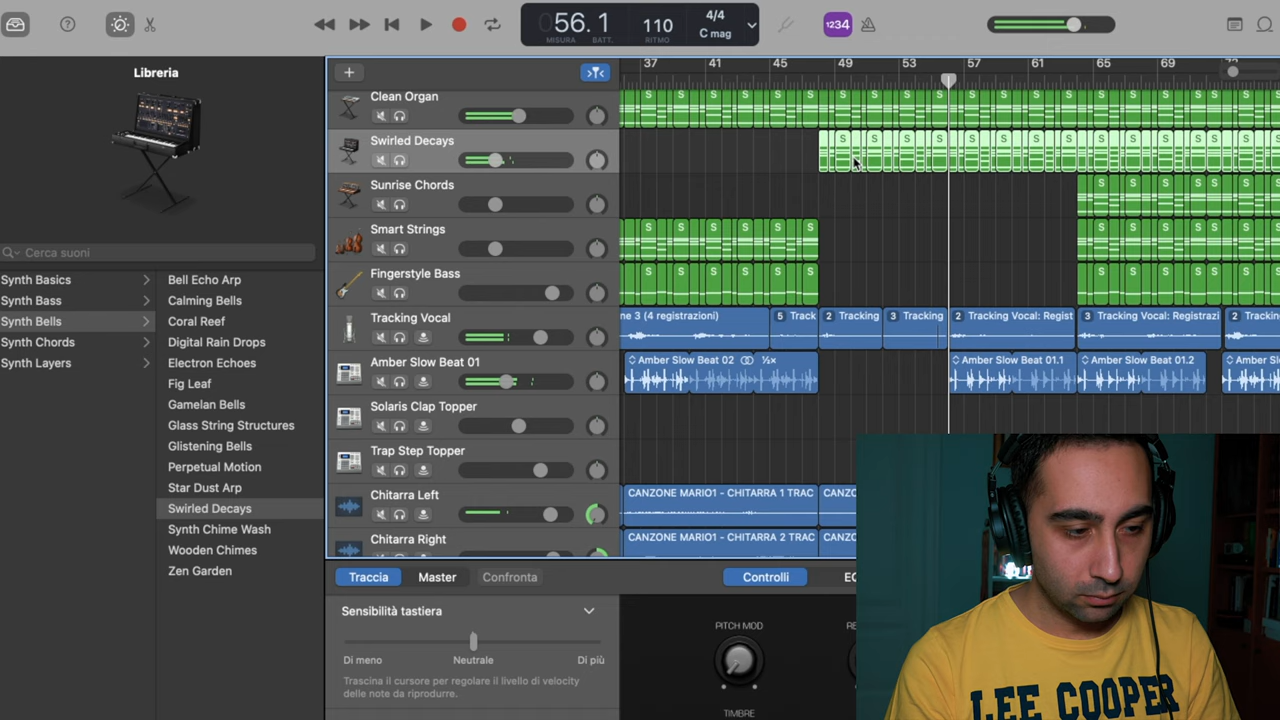 56.1
MISURA BATT.
110
RITMO
4/4
C mag
1234
Libreria
Cerca suoni
Synth Basics
Synth Bass
Synth Bells
Synth Chords
Synth Layers
Bell Echo Arp
Calming Bells
Coral Reef
Digital Rain Drops
Electron Echoes
Fig Leaf
Gamelan Bells
Glass String Structures
Glistening Bells
Perpetual Motion
Star Dust Arp
Swirled Decays
Synth Chime Wash
Wooden Chimes
Zen Garden
37 41 45 49 53 57 61 65 69
Clean Organ
Swirled Decays
Sunrise Chords
Smart Strings
Fingerstyle Bass
Tracking Vocal
ne 3 (4 registrazioni) 5 Track 2 Tracking 3 Tracking 2 Tracking Vocal: Regist 3 Tracking Vocal: Registrazi 2 Tracking
Amber Slow Beat 01
Amber Slow Beat 02 ½× Amber Slow Beat 01.1 Amber Slow Beat 01.2 Amber Sl
Solaris Clap Topper
Trap Step Topper
Chitarra Left
CANZONE MARIO1 - CHITARRA 1 TRAC CANZO
Chitarra Right
CANZONE MARIO1 - CHITARRA 2 TRAC CANZO
Traccia Master Confronta Controlli EQ
Sensibilità tastiera
Di meno Neutrale Di più
Trascina il cursore per regolare il livello di velocity
delle note da riprodurre.
PITCH MOD
TIMBRE
LEE COOPER